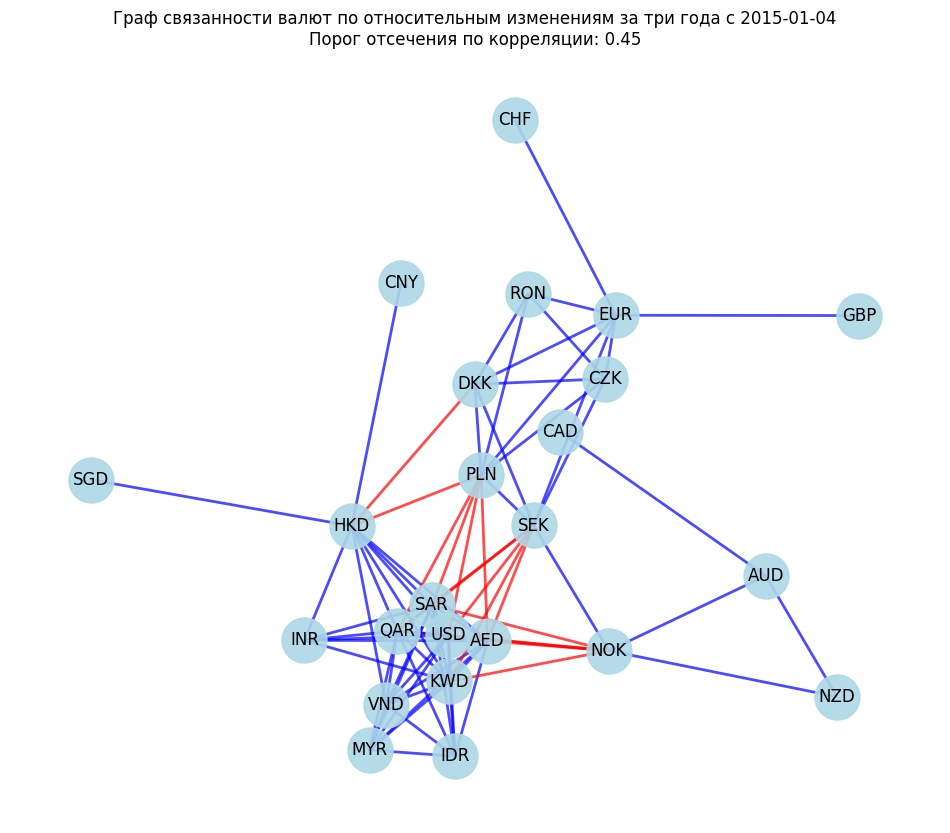 Граф связанности валют по относительным изменениям за три года с 2015-01-04
Порог отсечения по корреляции: 0.45
CHF
CNY
RON
EUR
GBP
DKK
CZK
CAD
PLN
SGD
HKD
SEK
AUD
SAR
QAR
USD
INR
AED
NOK
KWD
NZD
VND
MYR
IDR